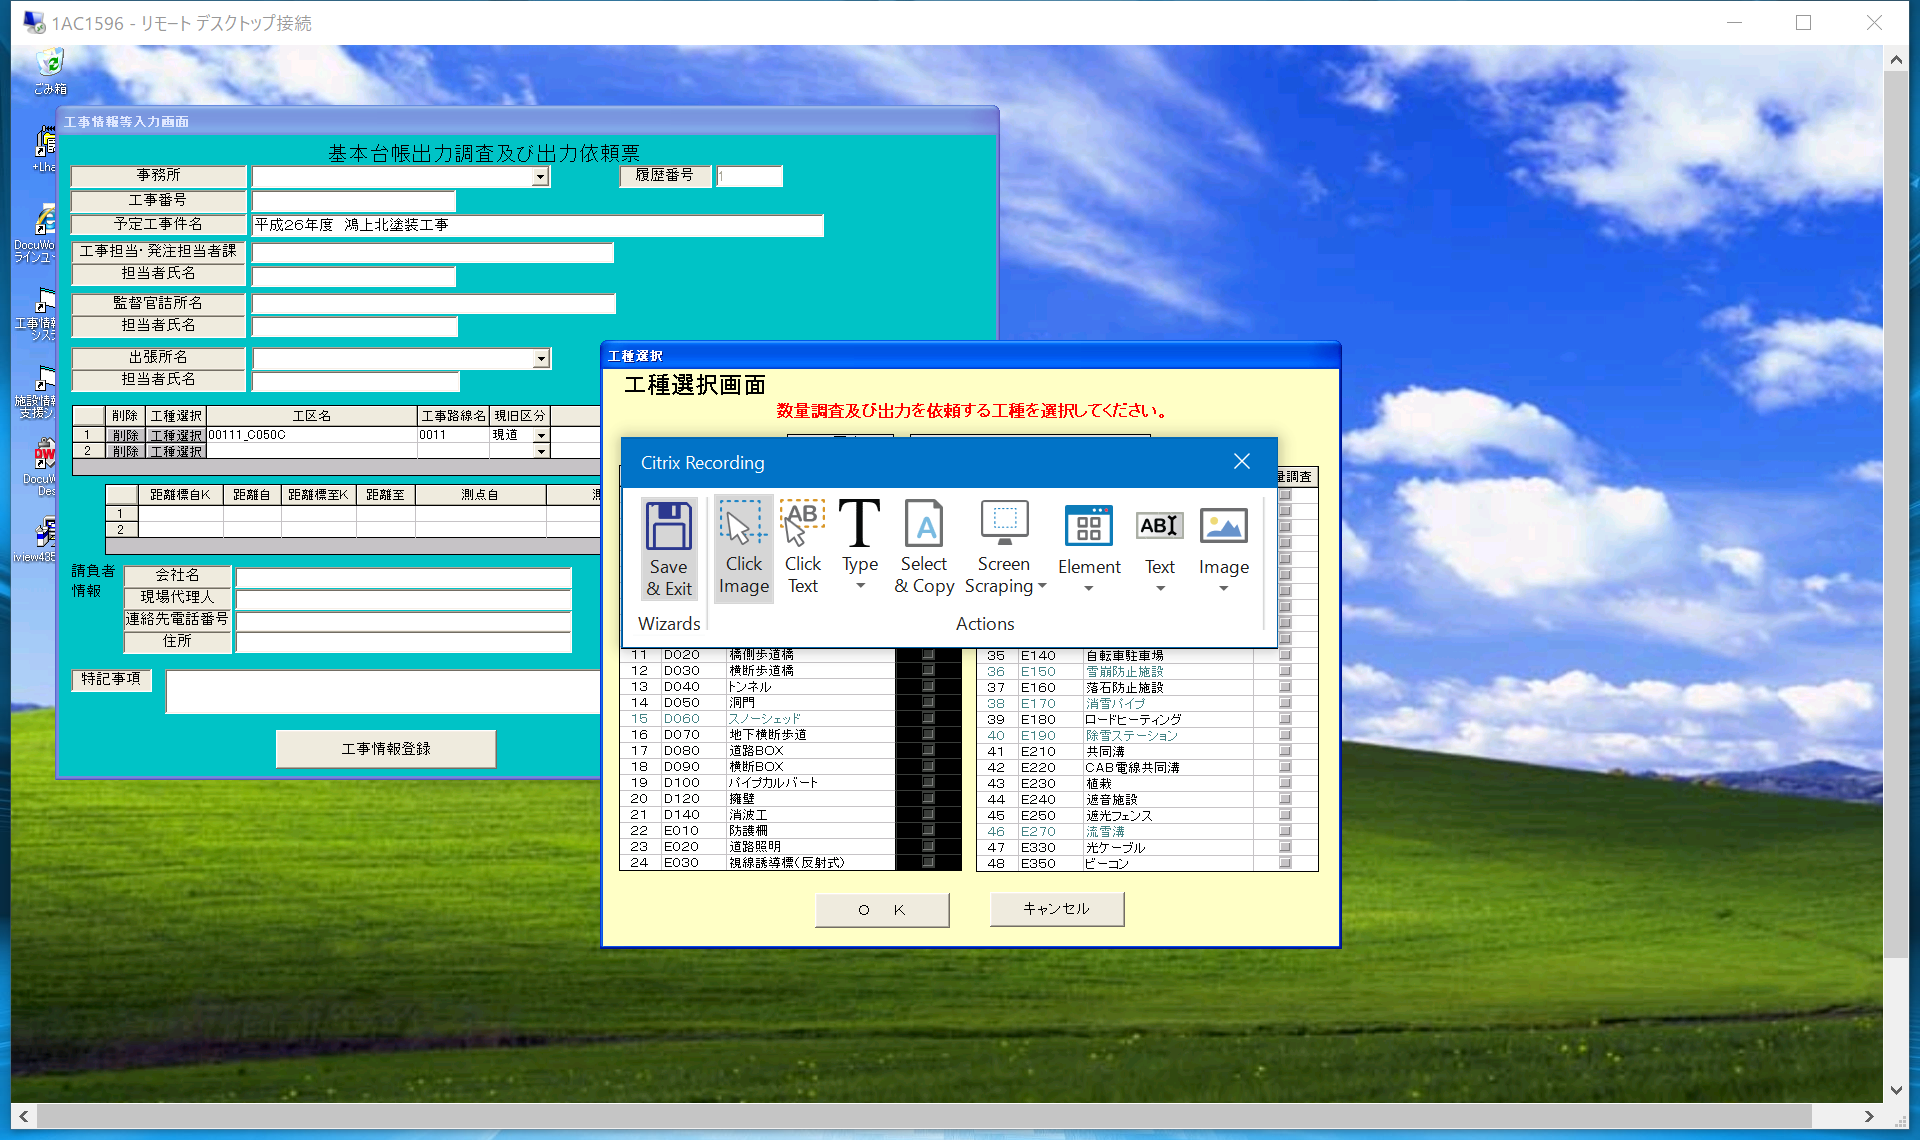 1AC1596 - リモート デスクトップ接続
ごみ箱
工事情報等入力画面
基本台帳出力調査及び出力依頼票
事務所
履歴番号
1
工事番号
予定工事件名
平成26年度 鴻上北塗装工事
工事担当・発注担当者課
担当者氏名
監督官詰所名
担当者氏名
出張所名
担当者氏名
削除 工種選択 工区名 工事路線名 現旧区分
1 削除 工種選択 00111_C050C 0011 現道
2 削除 工種選択
距離標自K 距離自 距離標至K 距離至 測点自
1
2
請負者
情報
会社名
現場代理人
連絡先電話番号
住所
特記事項
工事情報登録
工種選択
工種選択画面
数量調査及び出力を依頼する工種を選択してください。
量調査
Citrix Recording
Save
& Exit
Click
Image
Click
Text
Type
Select
& Copy
Screen
Scraping
Element
Text
Image
Wizards
Actions
11 D020 橋側歩道橋
12 D030 横断歩道橋
13 D040 トンネル
14 D050 洞門
15 D060 スノーシェッド
16 D070 地下横断歩道
17 D080 道路BOX
18 D090 横断BOX
19 D100 パイプカルバート
20 D120 擁壁
21 D140 消波工
22 E010 防護柵
23 E020 道路照明
24 E030 視線誘導標(反射式)
35 E140 自転車駐車場
36 E150 雪崩防止施設
37 E160 落石防止施設
38 E170 消雪パイプ
39 E180 ロードヒーティング
40 E190 除雪ステーション
41 E210 共同溝
42 E220 CAB電線共同溝
43 E230 植栽
44 E240 遮音施設
45 E250 遮光フェンス
46 E270 流雪溝
47 E330 光ケーブル
48 E350 ビーコン
O K
キャンセル
+Lha
DocuWo
ラインユー
工事情報
シス
施設情報
支援シ
DocuW
Des
iview485